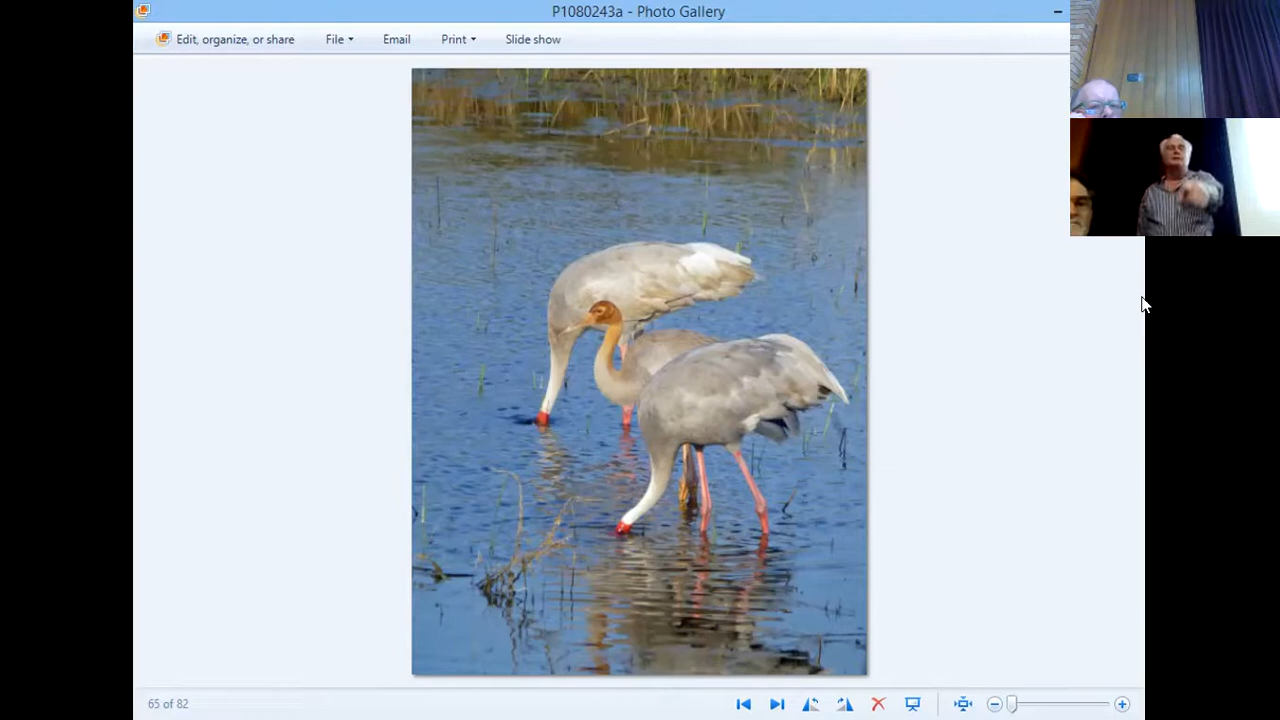 P1080243a - Photo Gallery
Edit, organize, or share File Email Print Slide show
65 of 82